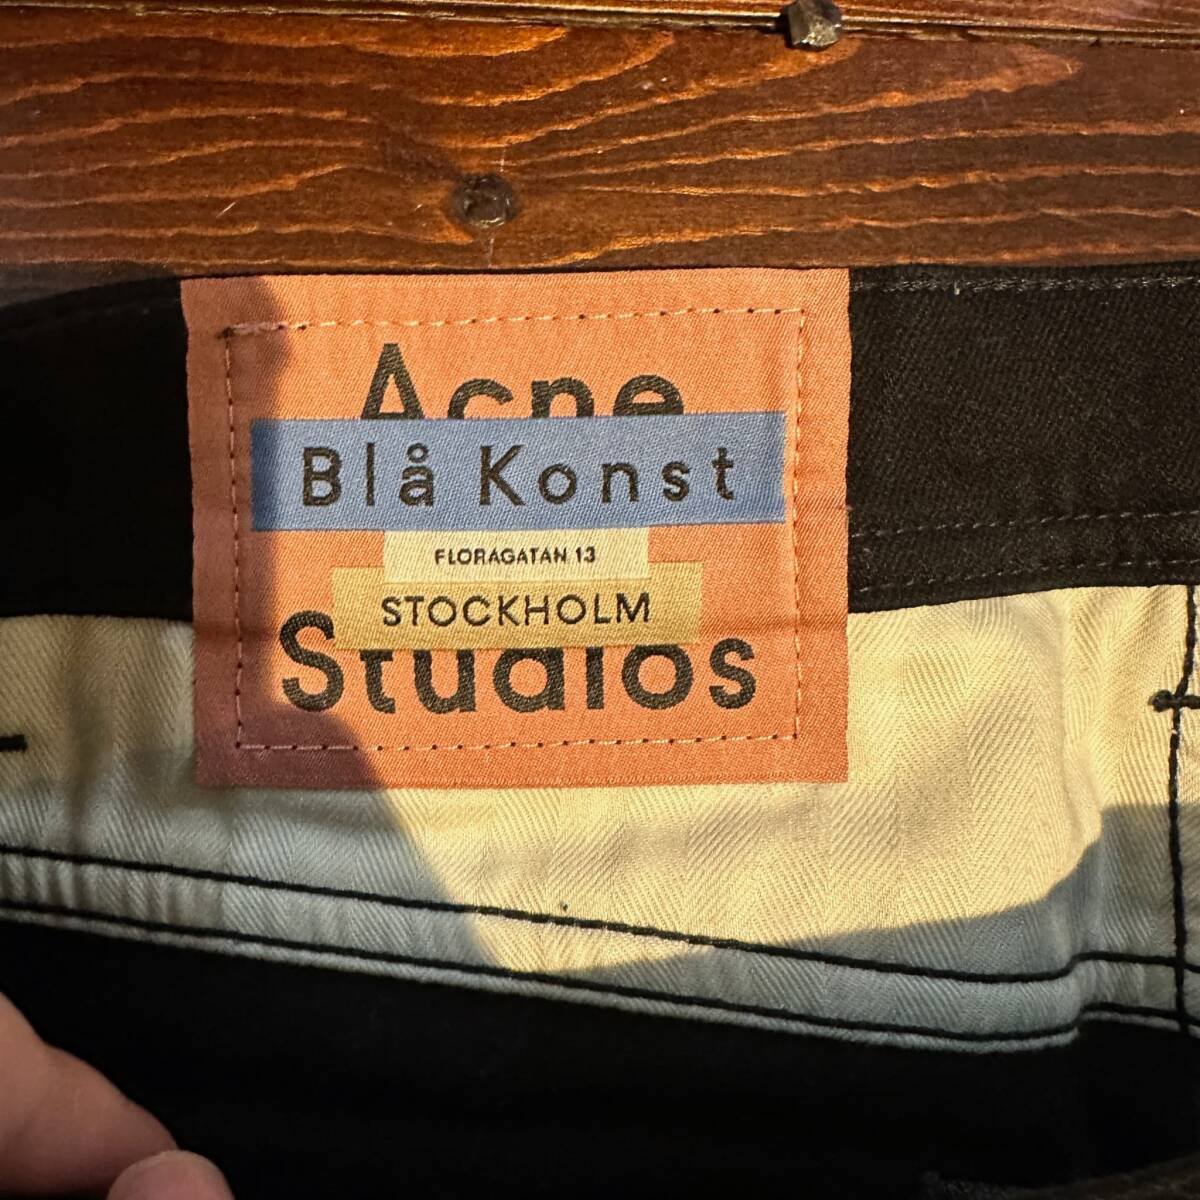 Acne
Blå Konst
FLORAGATAN 13
STOCKHOLM
Studios